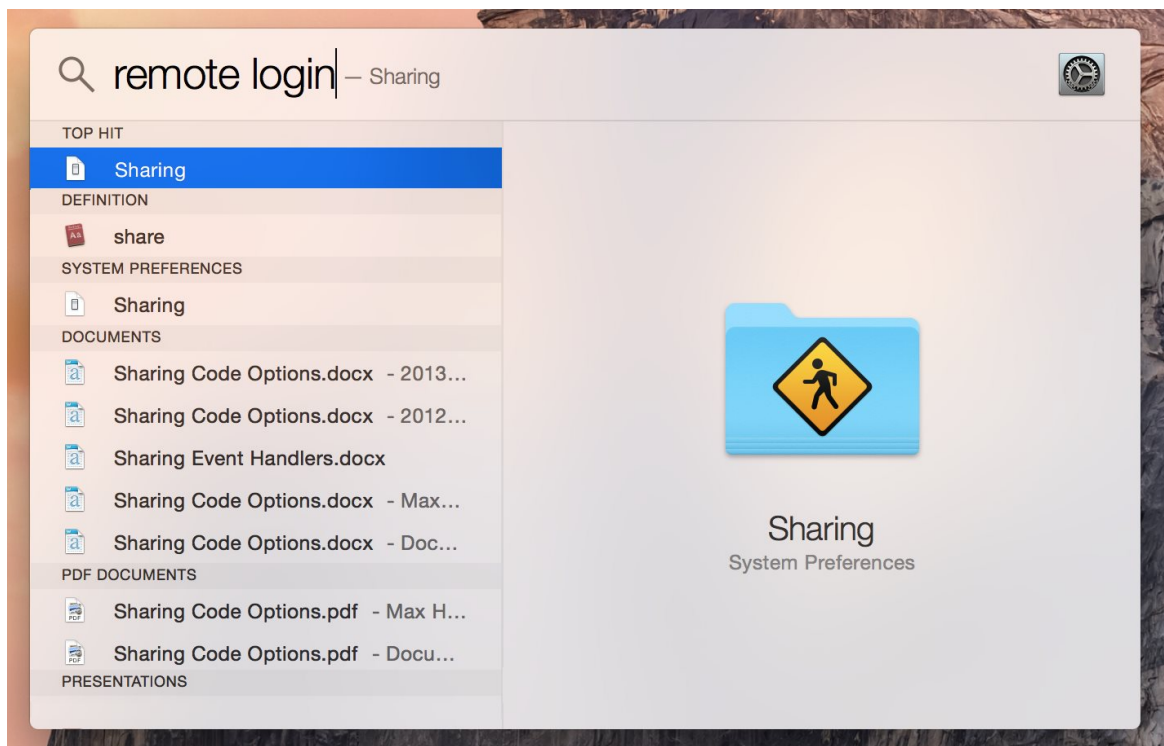 remote login — Sharing
TOP HIT
Sharing
DEFINITION
share
SYSTEM PREFERENCES
Sharing
DOCUMENTS
Sharing Code Options.docx - 2013...
Sharing Code Options.docx - 2012...
Sharing Event Handlers.docx
Sharing Code Options.docx - Max...
Sharing Code Options.docx - Doc...
PDF DOCUMENTS
Sharing Code Options.pdf - Max H...
Sharing Code Options.pdf - Docu...
PRESENTATIONS
Sharing
System Preferences